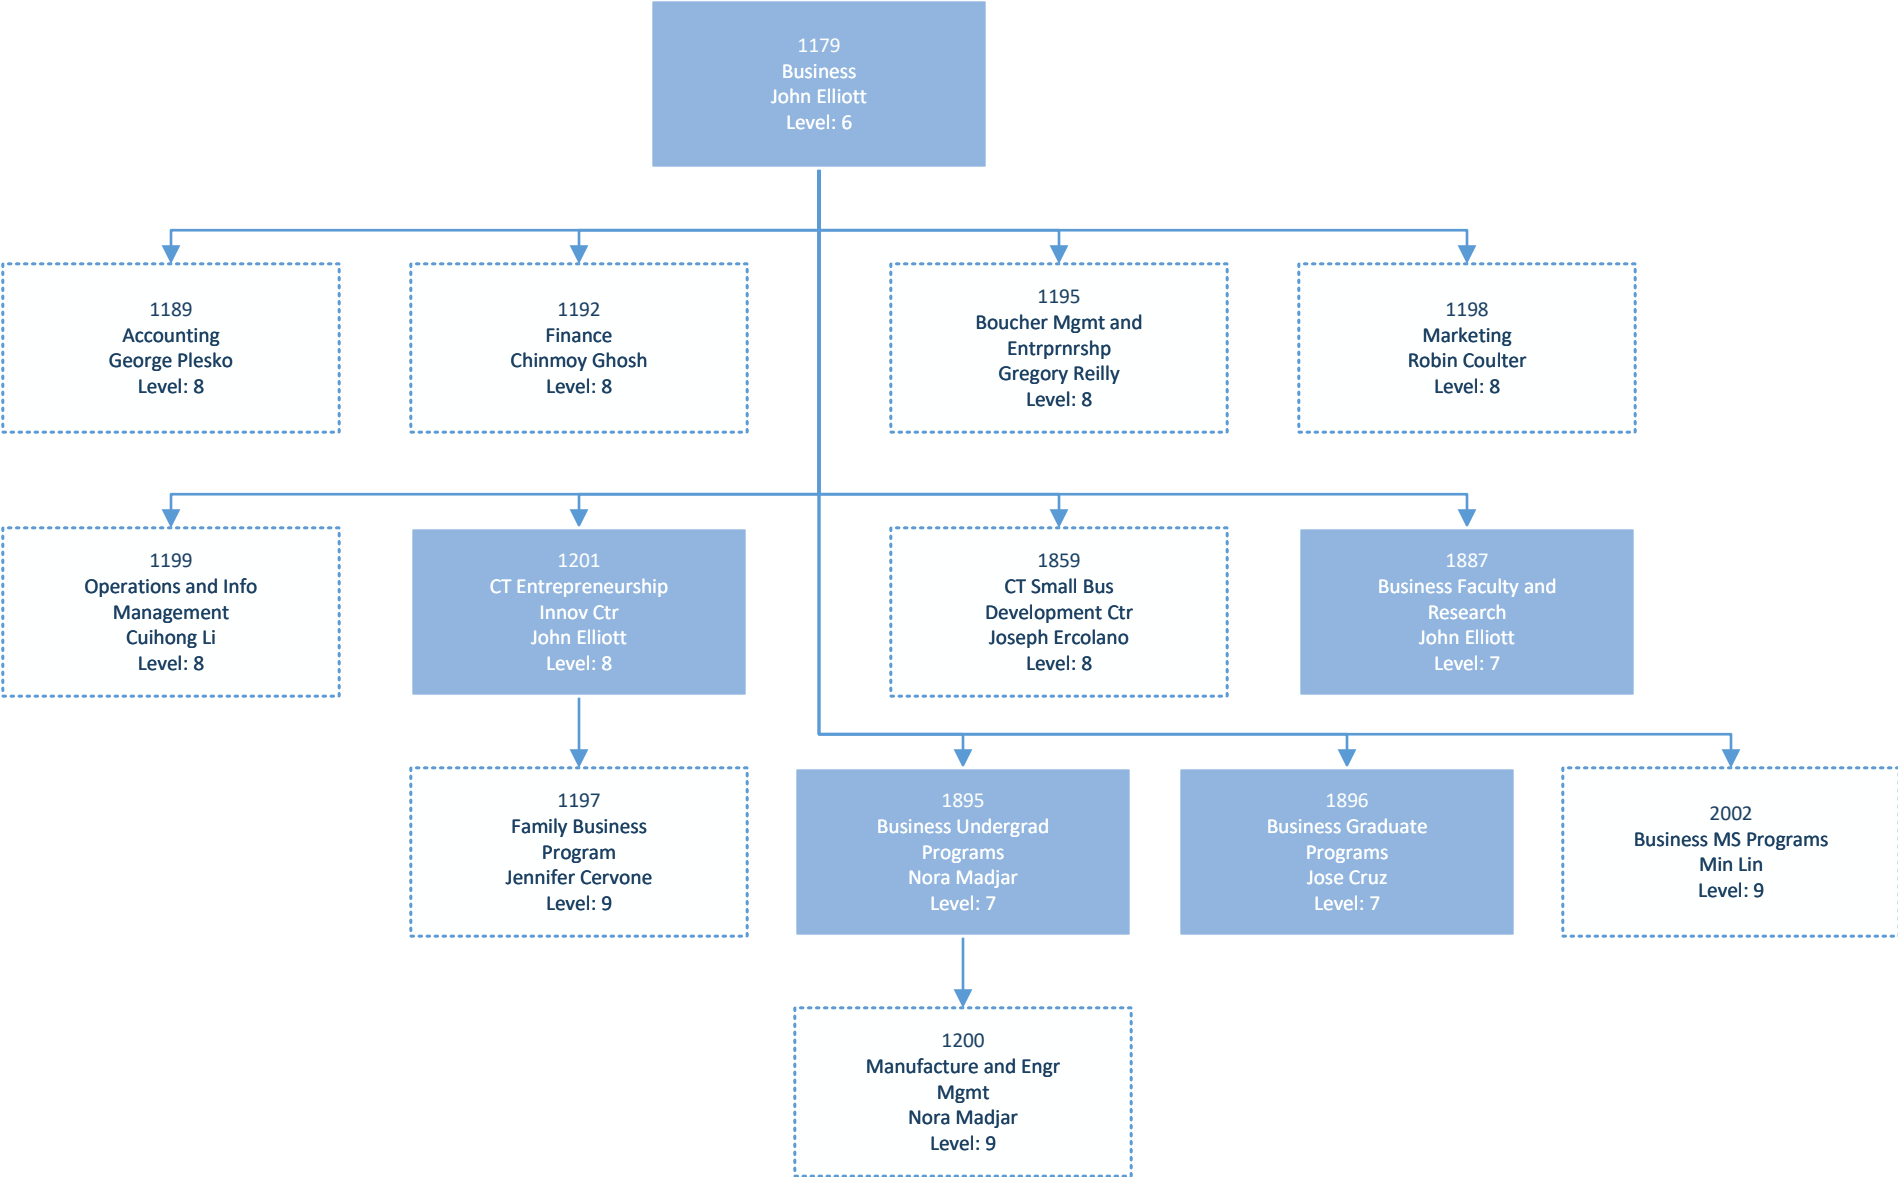 1179
Business
John Elliott
Level: 6
1189
Accounting
George Plesko
Level: 8
1192
Finance
Chinmoy Ghosh
Level: 8
1195
Boucher Mgmt and
Entrprnrshp
Gregory Reilly
Level: 8
1198
Marketing
Robin Coulter
Level: 8
1199
Operations and Info
Management
Cuihong Li
Level: 8
1201
CT Entrepreneurship
Innov Ctr
John Elliott
Level: 8
1859
CT Small Bus
Development Ctr
Joseph Ercolano
Level: 8
1887
Business Faculty and
Research
John Elliott
Level: 7
1197
Family Business
Program
Jennifer Cervone
Level: 9
1895
Business Undergrad
Programs
Nora Madjar
Level: 7
1896
Business Graduate
Programs
Jose Cruz
Level: 7
2002
Business MS Programs
Min Lin
Level: 9
1200
Manufacture and Engr
Mgmt
Nora Madjar
Level: 9